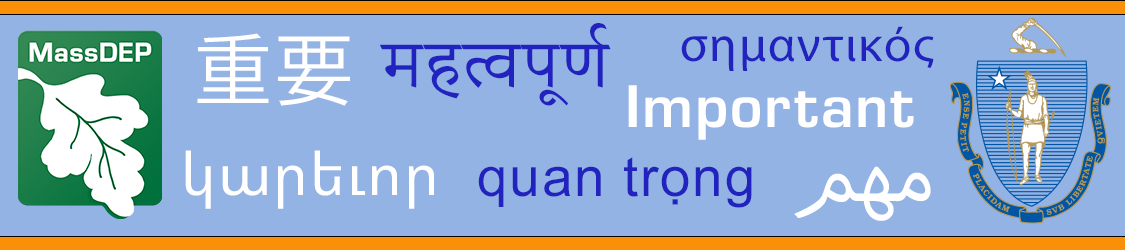 MassDEP
重要
महत्वपूर्ण
σημαντικός
Important
կարեւոր
quan trọng
مهم
ENSE PETIT PLACIDAM SVB LIBERTATE QVIETEM